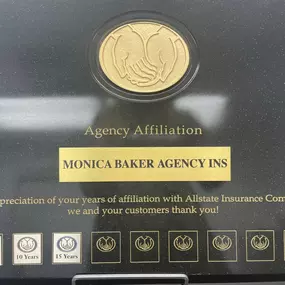 Agency Affiliation
MONICA BAKER AGENCY INS
preciation of your years of affiliation with Allstate Insurance Com
we and your customers thank you!
10 Years 15 Years